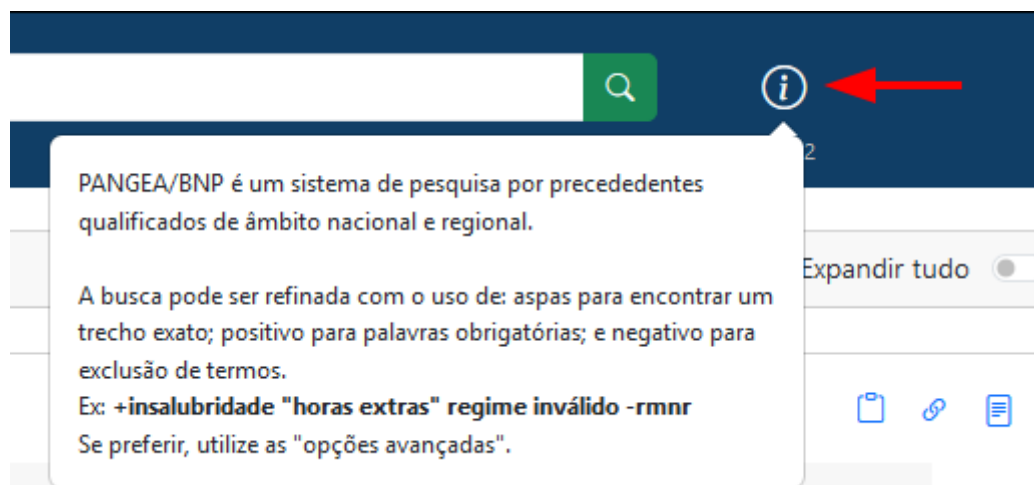 i
2
PANGEA/BNP é um sistema de pesquisa por precededentes
qualificados de âmbito nacional e regional.
A busca pode ser refinada com o uso de: aspas para encontrar um
trecho exato; positivo para palavras obrigatórias; e negativo para
exclusão de termos.
Ex: +insalubridade "horas extras" regime inválido -rmnr
Se preferir, utilize as "opções avançadas".
Expandir tudo